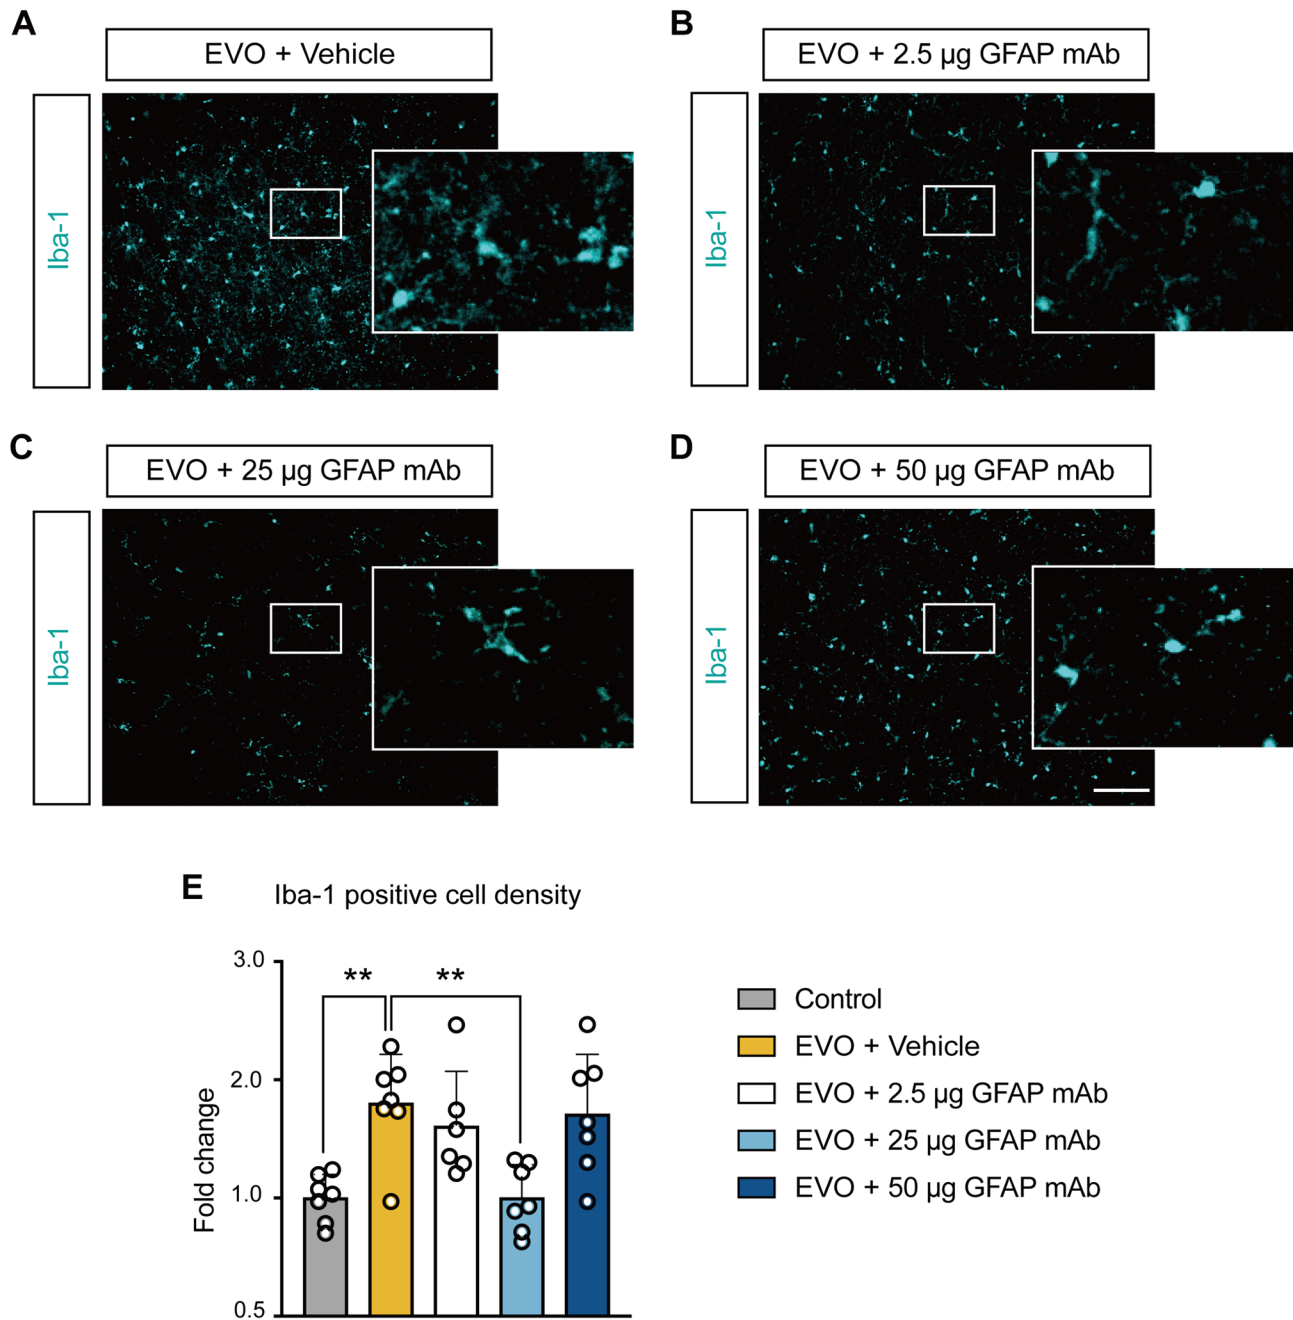 A
EVO + Vehicle
Iba-1
B
EVO + 2.5 µg GFAP mAb
Iba-1
C
EVO + 25 µg GFAP mAb
Iba-1
D
EVO + 50 µg GFAP mAb
Iba-1
E
Iba-1 positive cell density
Fold change
3.0
2.0
1.0
0.5
**
**
Control
EVO + Vehicle
EVO + 2.5 µg GFAP mAb
EVO + 25 µg GFAP mAb
EVO + 50 µg GFAP mAb